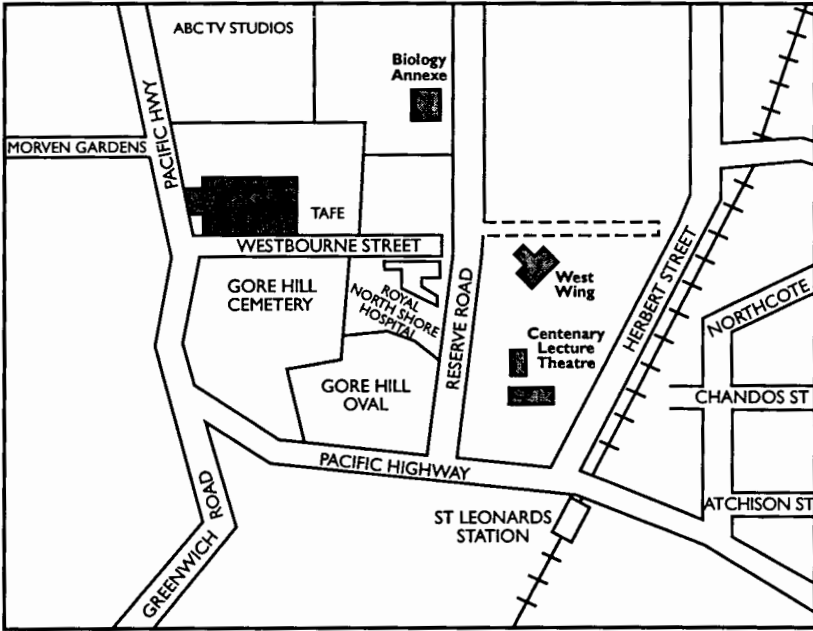 ABC TV STUDIOS
Biology
Annexe
PACIFIC HWY
MORVEN GARDENS
TAFE
WESTBOURNE STREET
GORE HILL
CEMETERY
ROYAL
NORTH SHORE
HOSPITAL
RESERVE ROAD
West
Wing
HERBERT STREET
NORTHCOTE
Centenary
Lecture
Theatre
GORE HILL
OVAL
CHANDOS ST
PACIFIC HIGHWAY
ATCHISON ST
ST LEONARDS
STATION
GREENWICH ROAD